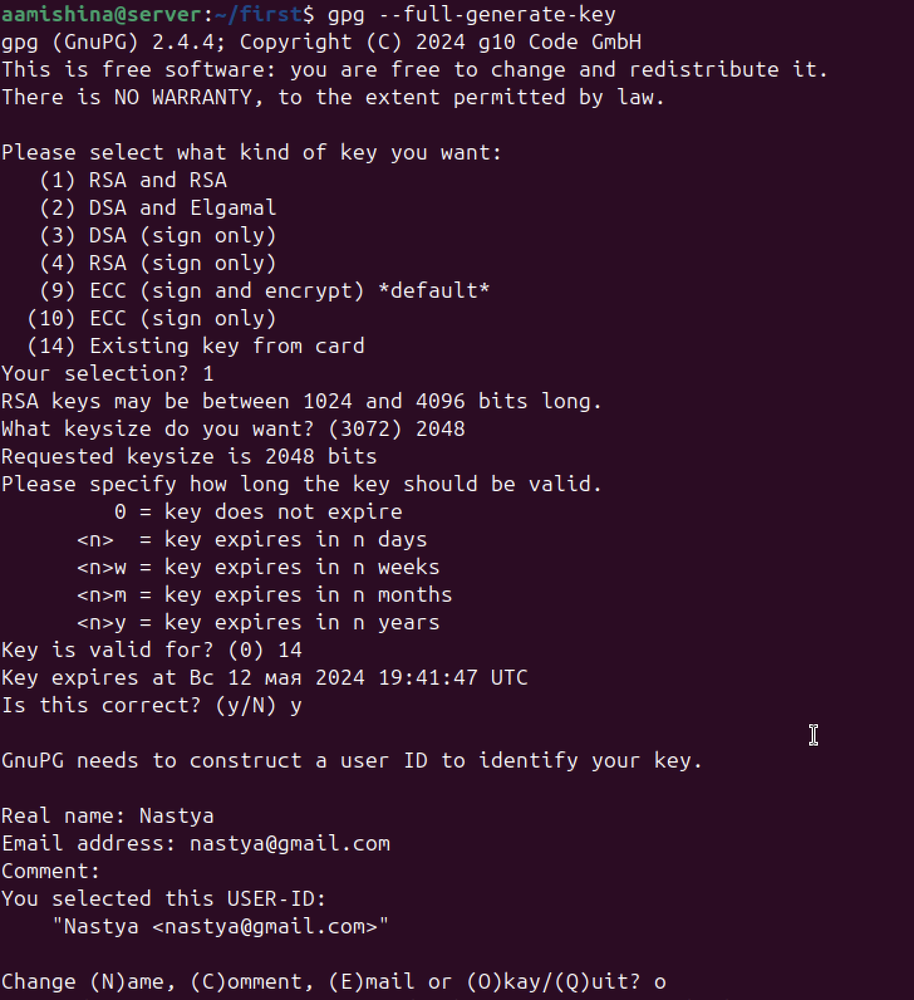 aamishina@server:~/first$ gpg --full-generate-key
gpg (GnuPG) 2.4.4; Copyright (C) 2024 g10 Code GmbH
This is free software: you are free to change and redistribute it.
There is NO WARRANTY, to the extent permitted by law.

Please select what kind of key you want:
   (1) RSA and RSA
   (2) DSA and Elgamal
   (3) DSA (sign only)
   (4) RSA (sign only)
   (9) ECC (sign and encrypt) *default*
  (10) ECC (sign only)
  (14) Existing key from card
Your selection? 1
RSA keys may be between 1024 and 4096 bits long.
What keysize do you want? (3072) 2048
Requested keysize is 2048 bits
Please specify how long the key should be valid.
         0 = key does not expire
      <n>  = key expires in n days
      <n>w = key expires in n weeks
      <n>m = key expires in n months
      <n>y = key expires in n years
Key is valid for? (0) 14
Key expires at Вс 12 мая 2024 19:41:47 UTC
Is this correct? (y/N) y

GnuPG needs to construct a user ID to identify your key.

Real name: Nastya
Email address: nastya@gmail.com
Comment:
You selected this USER-ID:
    "Nastya <nastya@gmail.com>"

Change (N)ame, (C)omment, (E)mail or (O)kay/(Q)uit? o